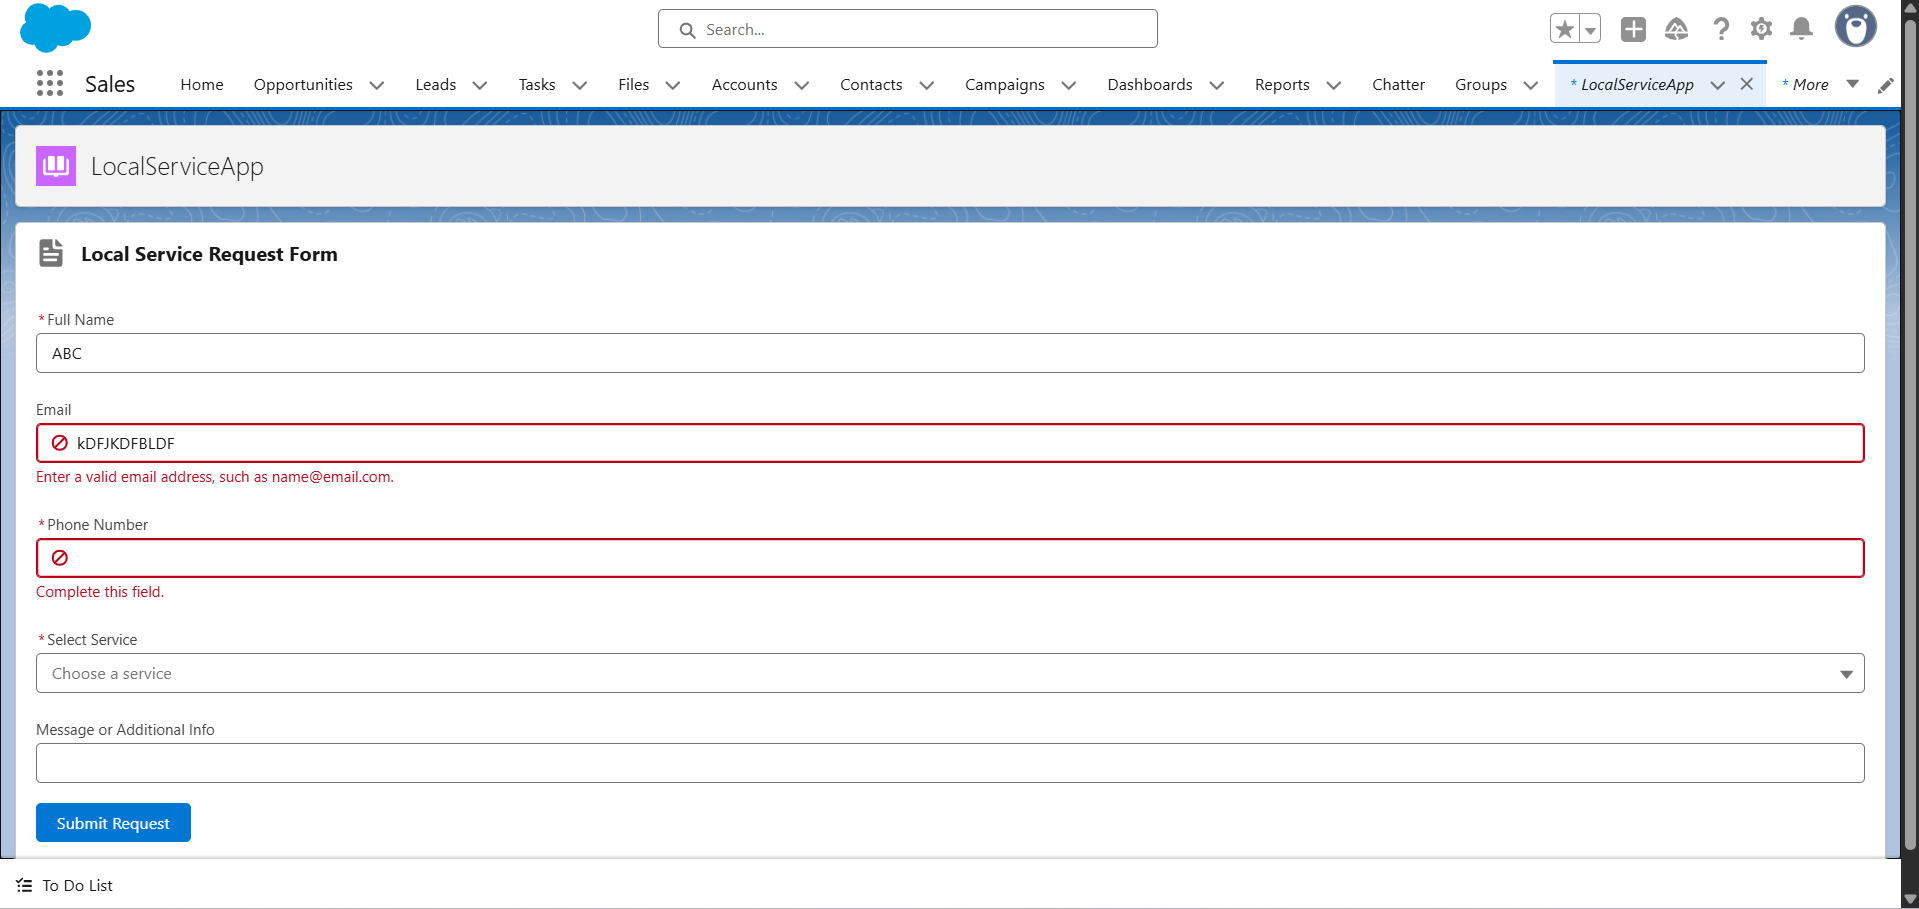 Search...
Sales
Home
Opportunities
Leads
Tasks
Files
Accounts
Contacts
Campaigns
Dashboards
Reports
Chatter
Groups
* LocalServiceApp
* More
LocalServiceApp
Local Service Request Form
*Full Name
ABC
Email
kDFJKDFBLDF
Enter a valid email address, such as name@email.com.
*Phone Number
Complete this field.
*Select Service
Choose a service
Message or Additional Info
Submit Request
To Do List